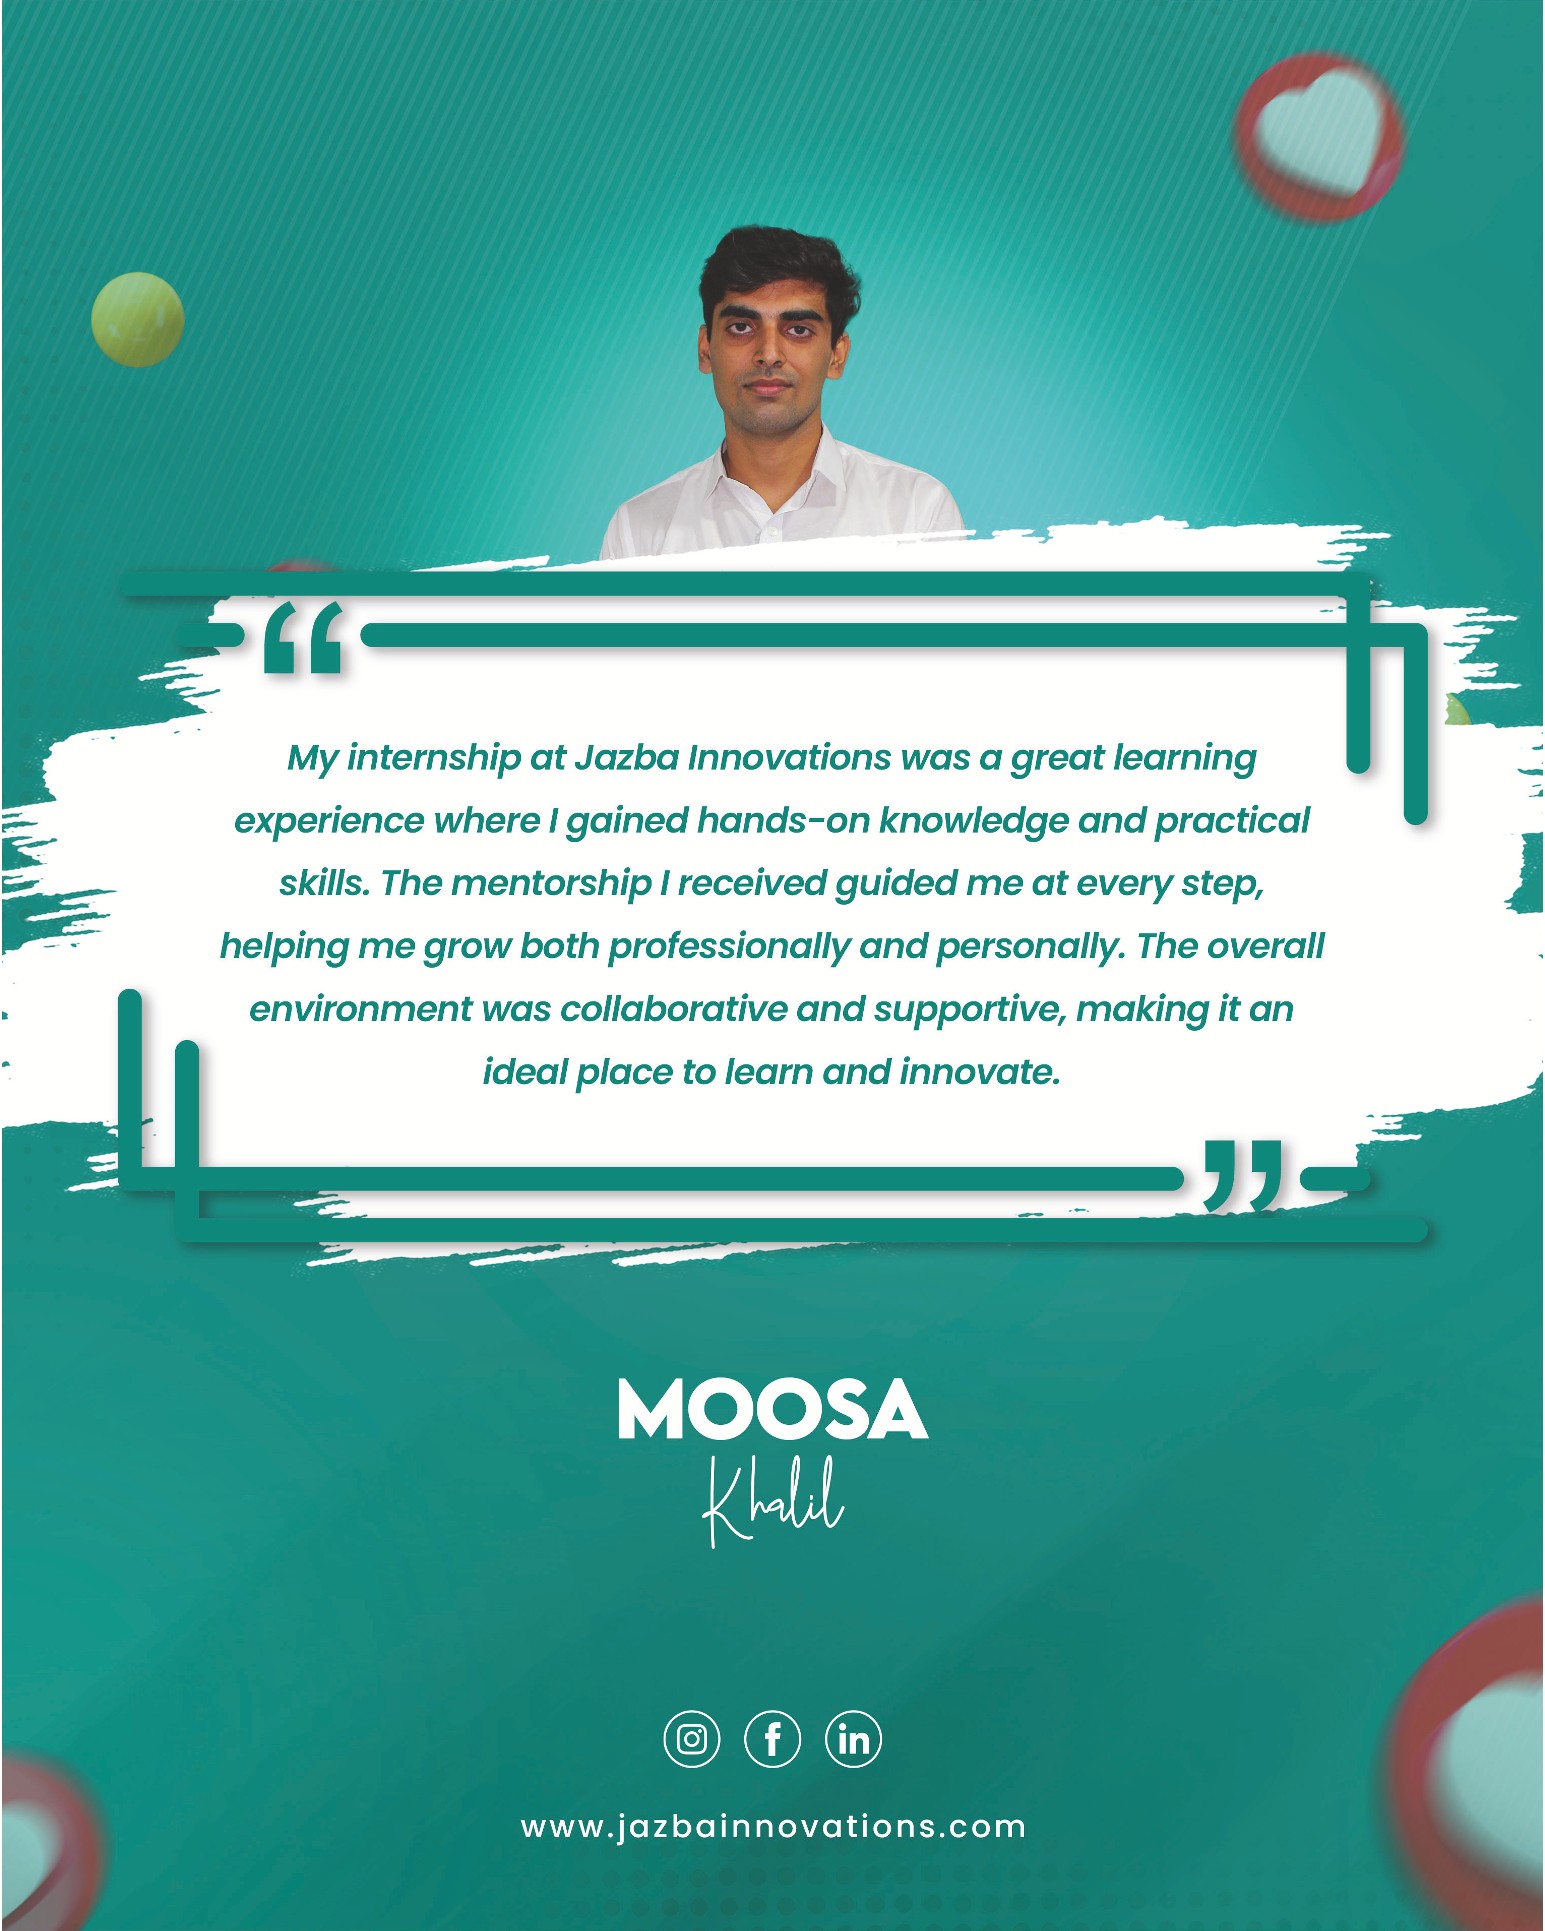 My internship at Jazba Innovations was a great learning
experience where I gained hands-on knowledge and practical
skills. The mentorship I received guided me at every step,
helping me grow both professionally and personally. The overall
environment was collaborative and supportive, making it an
ideal place to learn and innovate.
MOOSA
Khalil
www.jazbainnovations.com